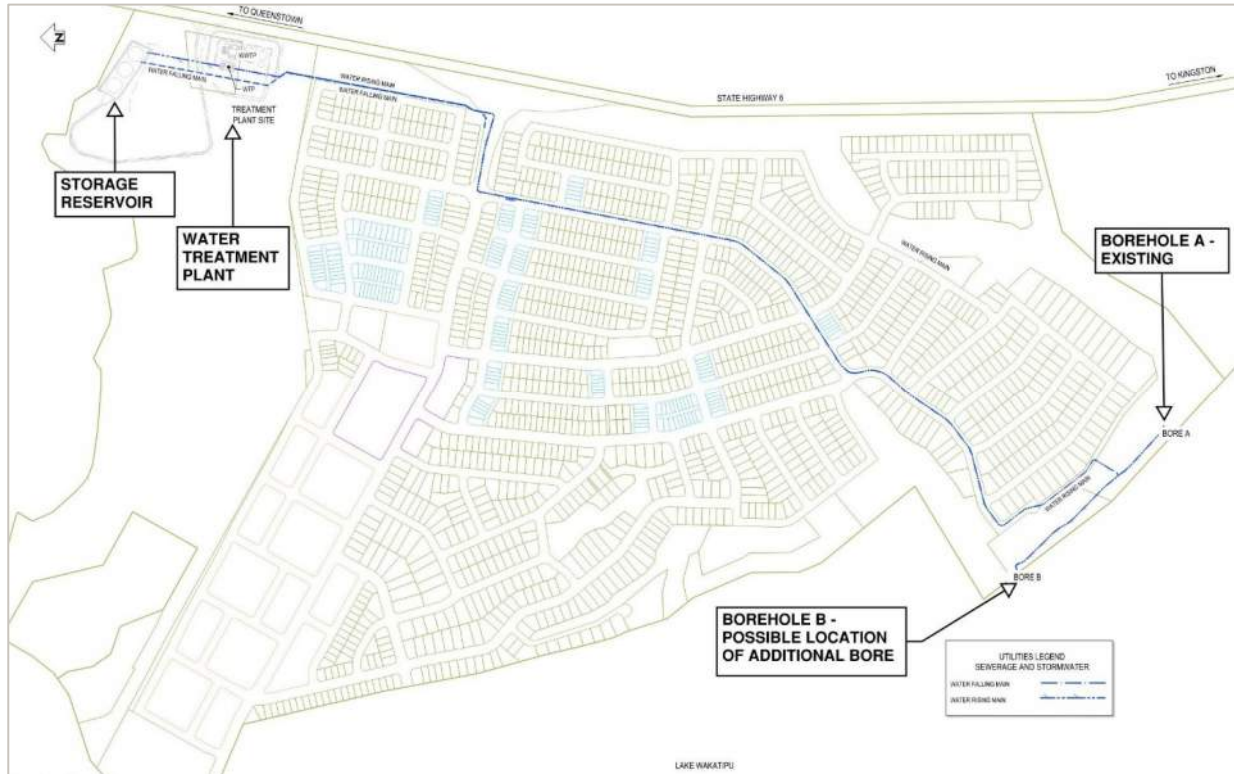 TO QUEENSTOWN
N
WWTP
WTP
WATER FALLING MAIN
WATER RISING MAIN
WATER FALLING MAIN
TREATMENT
PLANT SITE
TO KINGSTON
STATE HIGHWAY 6
STORAGE
RESERVOIR
WATER
TREATMENT
PLANT
WATER RISING MAIN
BOREHOLE A -
EXISTING
BORE A
WATER RISING MAIN
BORE B
BOREHOLE B -
POSSIBLE LOCATION
OF ADDITIONAL BORE
UTILITIES LEGEND
SEWERAGE AND STORMWATER
WATER FALLING MAIN
WATER RISING MAIN
LAKE WAKATIPU